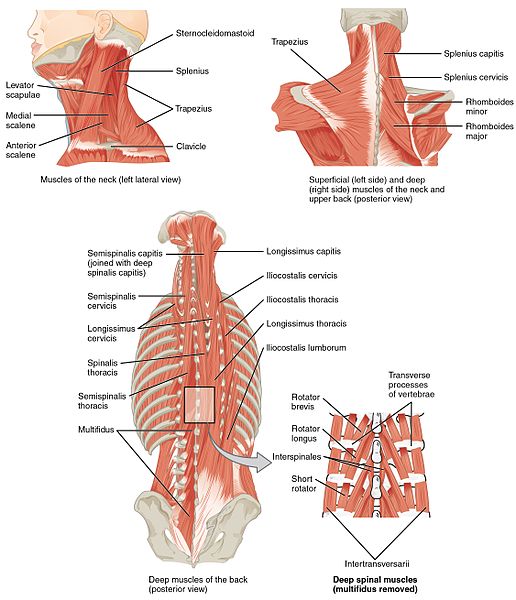 Sternocleidomastoid
Splenius
Levator
scapulae
Trapezius
Medial
scalene
Anterior
scalene
Clavicle
Muscles of the neck (left lateral view)
Trapezius
Splenius capitis
Splenius cervicis
Rhomboides
minor
Rhomboides
major
Superficial (left side) and deep
(right side) muscles of the neck and
upper back (posterior view)
Semispinalis capitis
(joined with deep
spinalis capitis)
Semispinalis
cervicis
Longissimus
cervicis
Spinalis
thoracis
Semispinalis
thoracis
Multifidus
Longissimus capitis
Iliocostalis cervicis
Iliocostalis thoracis
Longissimus thoracis
Iliocostalis lumborum
Deep muscles of the back
(posterior view)
Transverse
processes
of vertebrae
Rotator
brevis
Rotator
longus
Interspinales
Short
rotator
Intertransversarii
Deep spinal muscles
(multifidus removed)